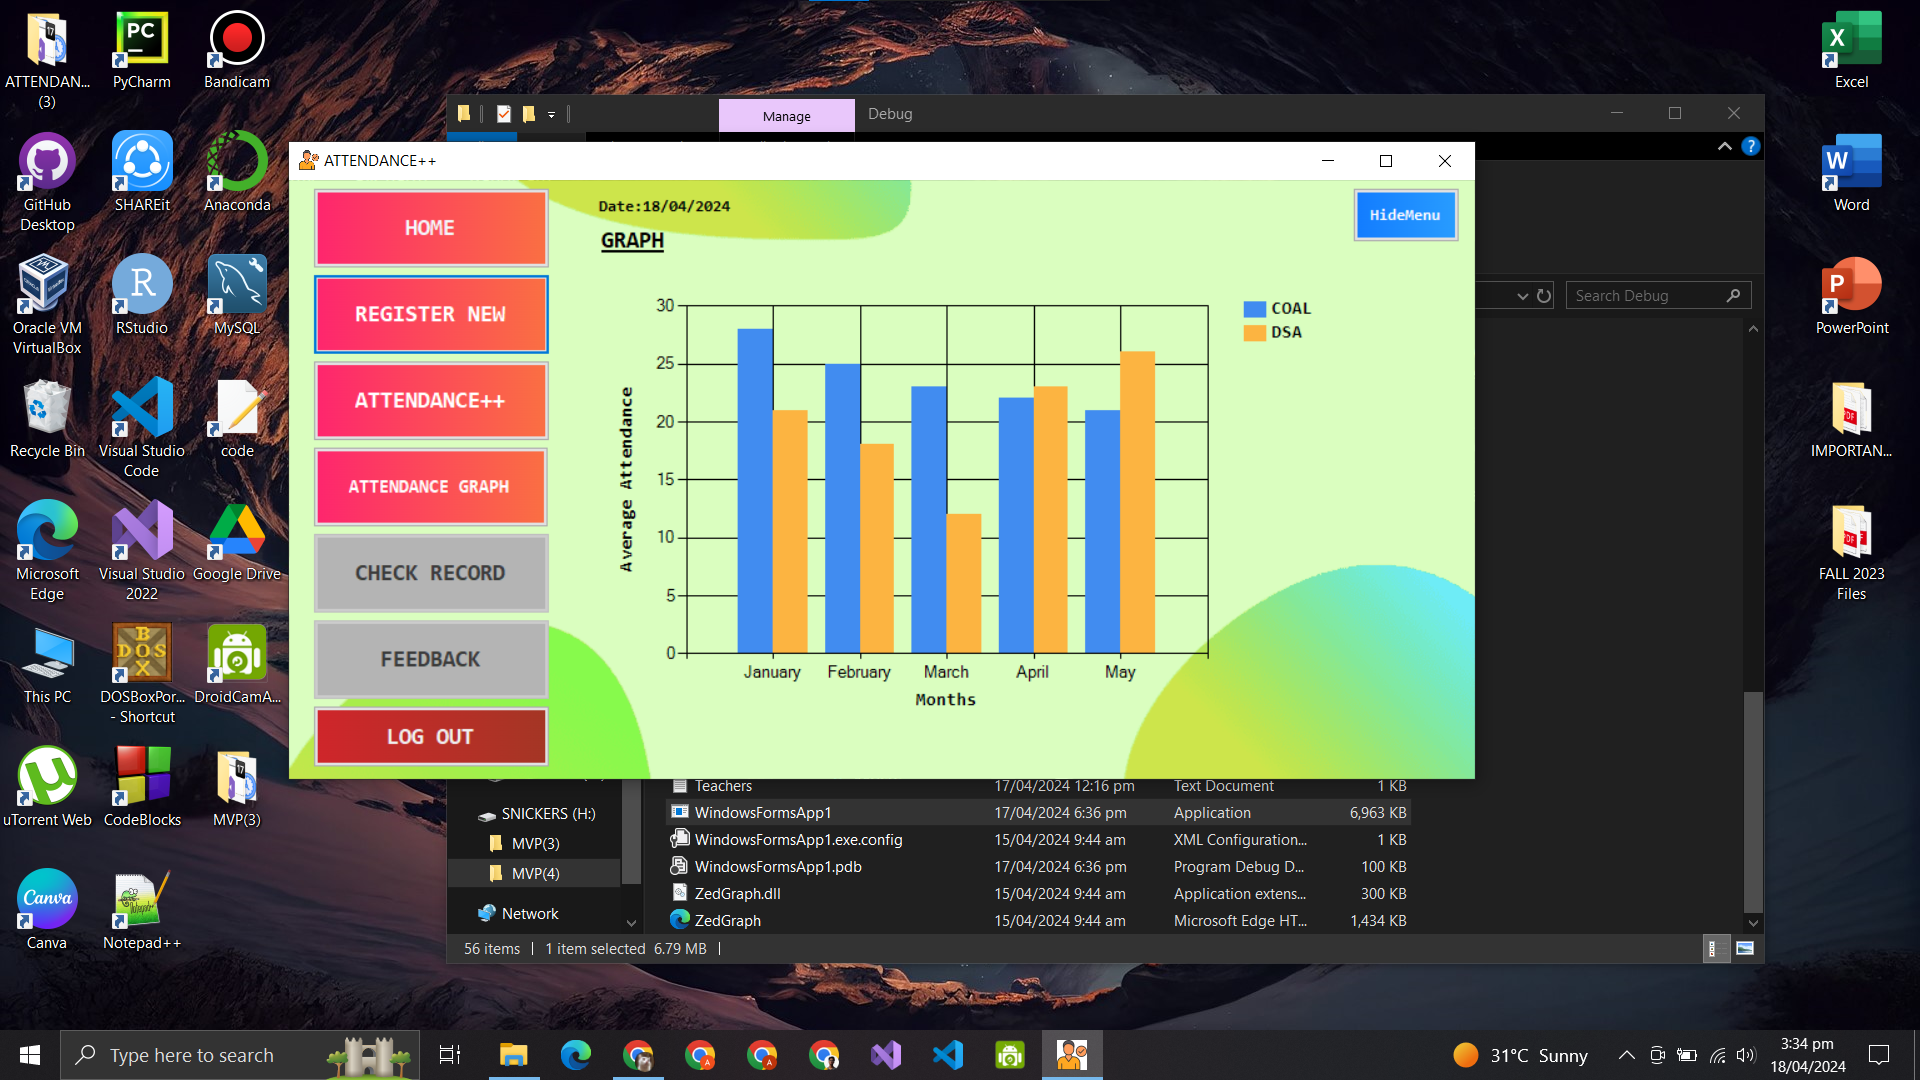 ATTENDAN...
(3)
PyCharm
Bandicam
GitHub
Desktop
SHAREit
Anaconda
Oracle VM
VirtualBox
RStudio
MySQL
Recycle Bin
Visual Studio
Code
code
Microsoft
Edge
Visual Studio
2022
Google Drive
This PC
DOSBoxPor...
- Shortcut
DroidCamA...
uTorrent Web
CodeBlocks
MVP(3)
Canva
Notepad++
Excel
Word
PowerPoint
IMPORTAN...
FALL 2023
Files
Manage
Debug
Search Debug
ATTENDANCE++
HOME
REGISTER NEW
ATTENDANCE++
ATTENDANCE GRAPH
CHECK RECORD
FEEDBACK
LOG OUT
Date:18/04/2024
GRAPH
HideMenu
COAL
DSA
Average Attendance
30
25
20
15
10
5
0
January February March April May
Months
Teachers 17/04/2024 12:16 pm Text Document 1 KB
WindowsFormsApp1 17/04/2024 6:36 pm Application 6,963 KB
WindowsFormsApp1.exe.config 15/04/2024 9:44 am XML Configuration... 1 KB
WindowsFormsApp1.pdb 17/04/2024 6:36 pm Program Debug D... 100 KB
ZedGraph.dll 15/04/2024 9:44 am Application extens... 300 KB
ZedGraph 15/04/2024 9:44 am Microsoft Edge HT... 1,434 KB
SNICKERS (H:)
MVP(3)
MVP(4)
Network
56 items 1 item selected 6.79 MB
Type here to search
31°C Sunny
3:34 pm
18/04/2024